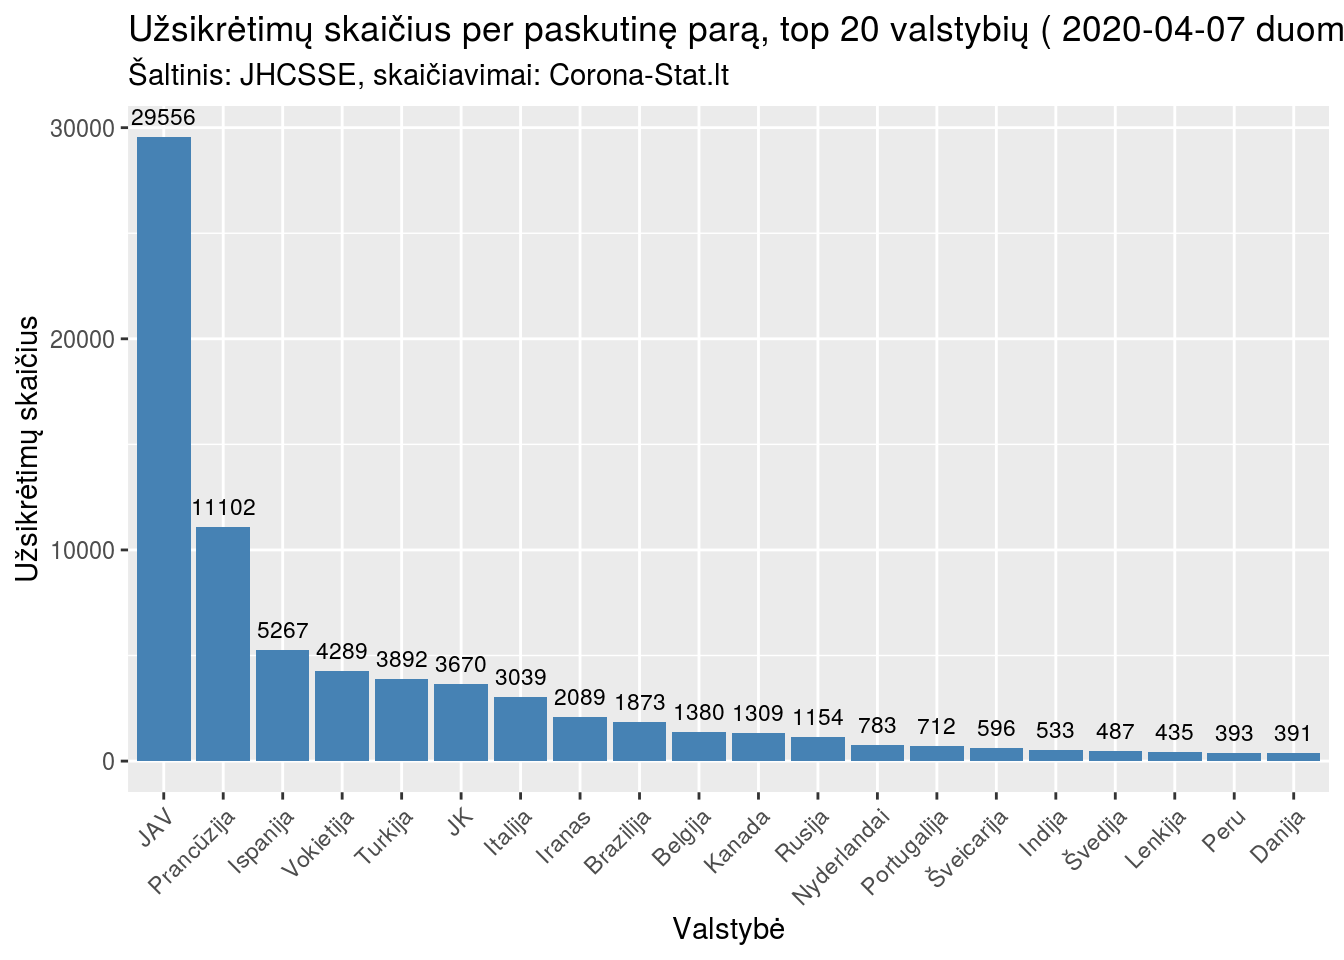 Užsikrėtimų skaičius per paskutinę parą, top 20 valstybių ( 2020-04-07 duom
Šaltinis: JHCSSE, skaičiavimai: Corona-Stat.lt
Užsikrėtimų skaičius
30000
20000
10000
0
29556
11102
5267
4289
3892
3670
3039
2089
1873
1380
1309
1154
783
712
596
533
487
435
393
391
JAV
Prancūzija
Ispanija
Vokietija
Turkija
JK
Italija
Iranas
Brazilija
Belgija
Kanada
Rusija
Nyderlandai
Portugalija
Šveicarija
Indija
Švedija
Lenkija
Peru
Danija
Valstybė